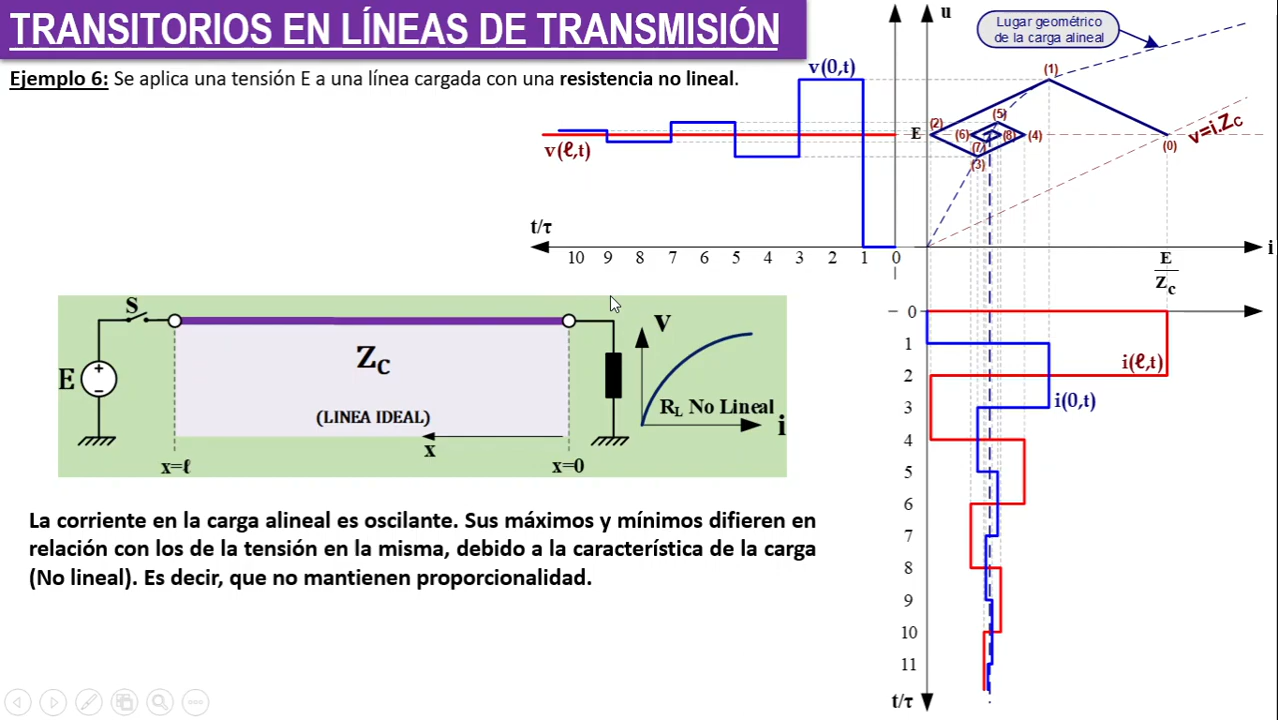 TRANSITORIOS EN LÍNEAS DE TRANSMISIÓN
Ejemplo 6: Se aplica una tensión E a una línea cargada con una resistencia no lineal.
u
Lugar geométrico
de la carga alineal
v(0,t)
(1)
(2)
(5)
E
(6)
(8)
(4)
(7)
(3)
(0)
v=i.Zc
v(ℓ,t)
t/τ
10 9 8 7 6 5 4 3 2 1 0
i
E
Zc
0
1
2
3
4
5
6
7
8
9
10
11
t/τ
i(ℓ,t)
i(0,t)
S
E
ZC
(LINEA IDEAL)
x
x=ℓ
x=0
v
RL No Lineal
i
La corriente en la carga alineal es oscilante. Sus máximos y mínimos difieren en
relación con los de la tensión en la misma, debido a la característica de la carga
(No lineal). Es decir, que no mantienen proporcionalidad.